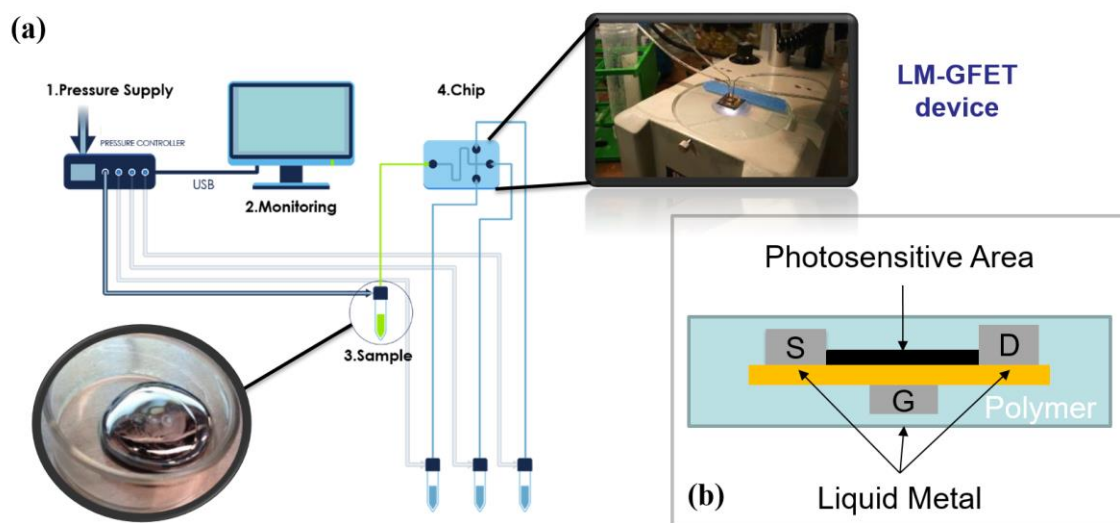 (a)
1.Pressure Supply
PRESSURE CONTROLLER
USB
2.Monitoring
4.Chip
3.Sample
LM-GFET
device
Photosensitive Area
S
D
G
Polymer
Liquid Metal
(b)